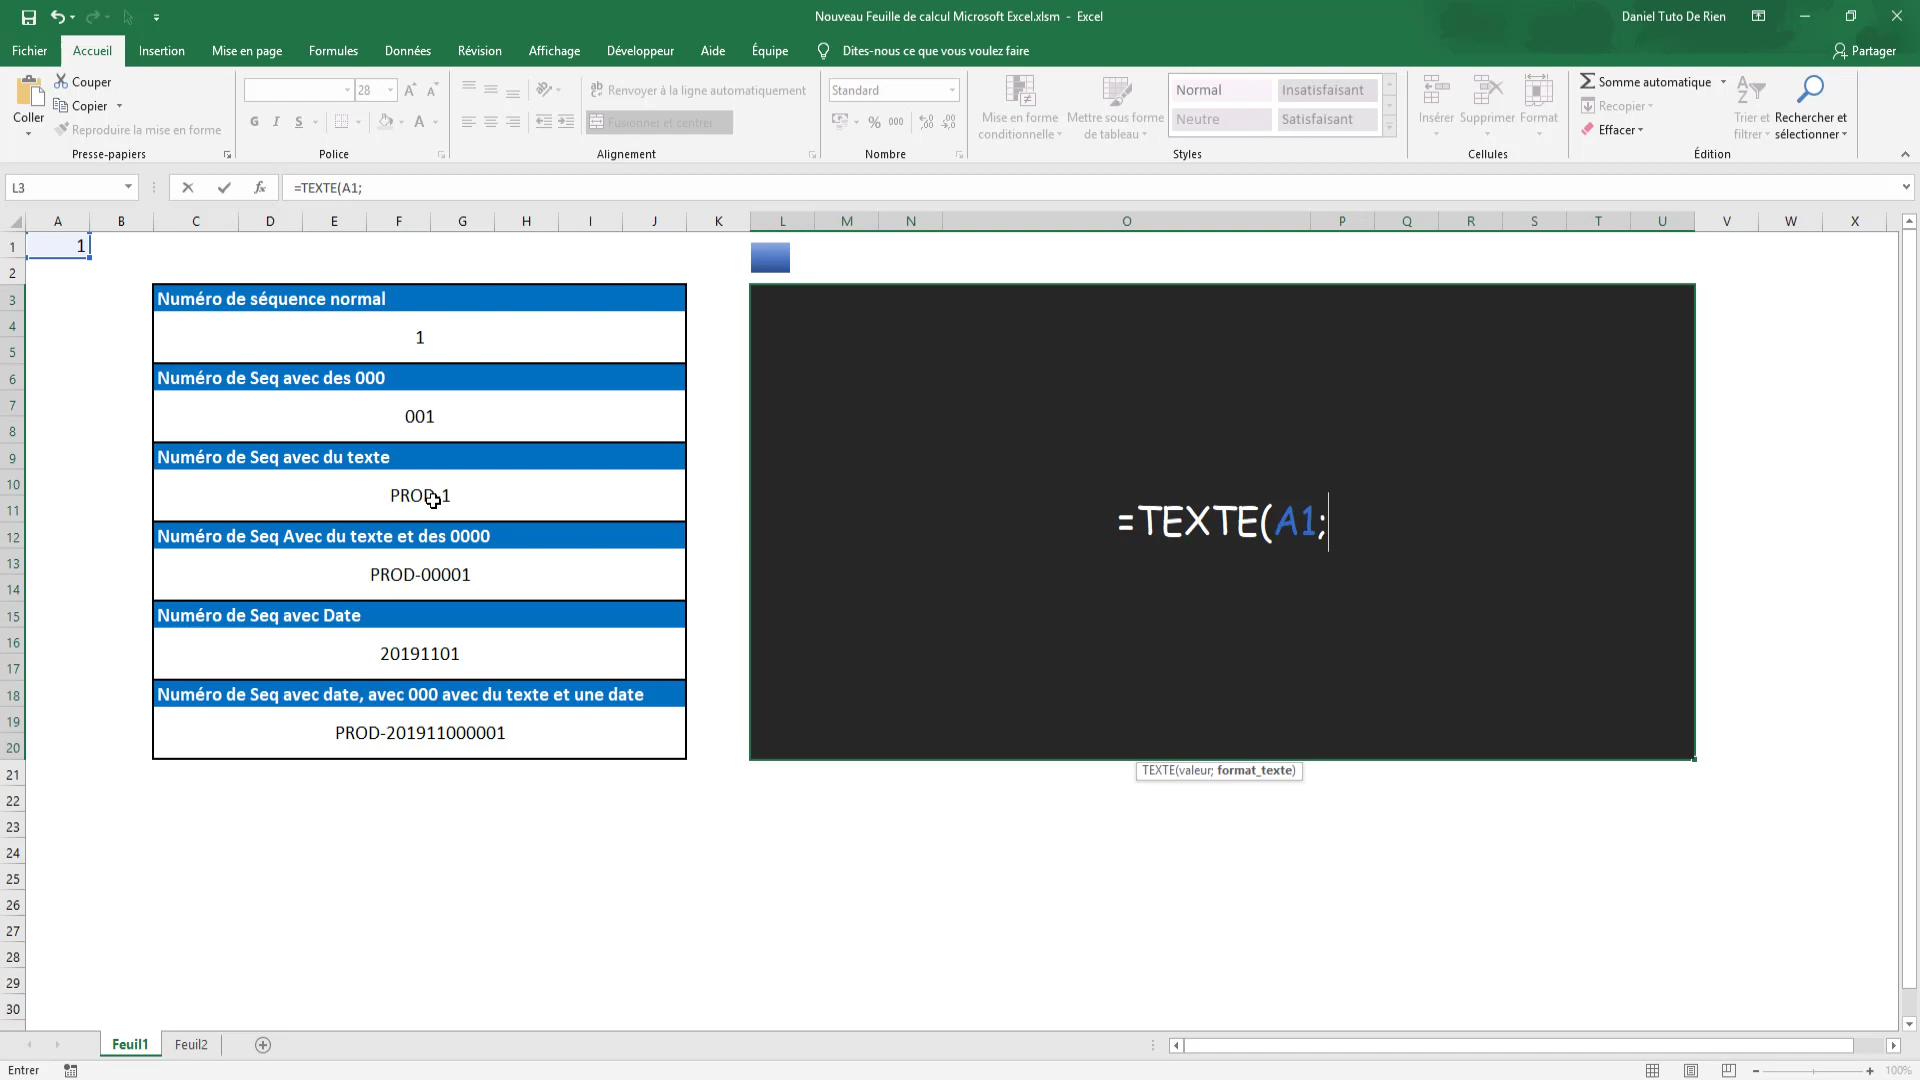 Nouveau Feuille de calcul Microsoft Excel.xlsm - Excel
Daniel Tuto De Rien
Fichier Accueil Insertion Mise en page Formules Données Révision Affichage Développeur Aide Équipe Dites-nous ce que vous voulez faire Partager
Coller
Couper
Copier
Reproduire la mise en forme
Presse-papiers
28
G I S
Police
Renvoyer à la ligne automatiquement
Fusionner et centrer
Alignement
Standard
% 000
Nombre
Mise en forme conditionnelle
Mettre sous forme de tableau
Normal Insatisfaisant
Neutre Satisfaisant
Styles
Insérer Supprimer Format
Cellules
Somme automatique
Recopier
Effacer
Trier et filtrer
Rechercher et sélectionner
Édition
L3
fx
=TEXTE(A1;
A B C D E F G H I J K L M N O P Q R S T U V W X
1
2
3
4
5
6
7
8
9
10
11
12
13
14
15
16
17
18
19
20
21
22
23
24
25
26
27
28
29
30
1
Numéro de séquence normal
1
Numéro de Seq avec des 000
001
Numéro de Seq avec du texte
PROD-1
Numéro de Seq Avec du texte et des 0000
PROD-00001
Numéro de Seq avec Date
20191101
Numéro de Seq avec date, avec 000 avec du texte et une date
PROD-201911000001
=TEXTE(A1;
TEXTE(valeur; format_texte)
Feuil1 Feuil2
Entrer
100%